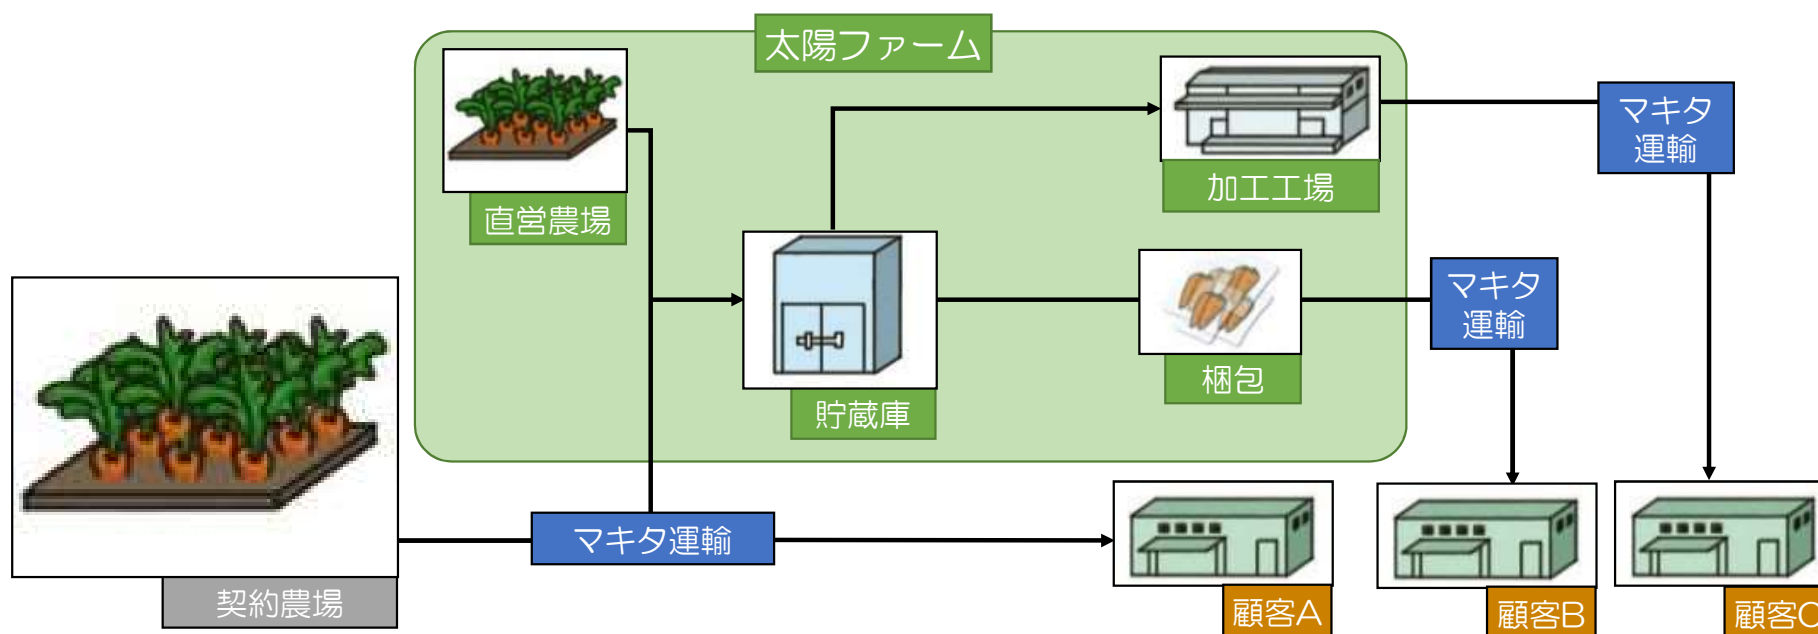 太陽ファーム
直営農場
加工工場
マキタ
運輸
貯蔵庫
梱包
マキタ
運輸
契約農場
マキタ運輸
顧客A
顧客B
顧客C